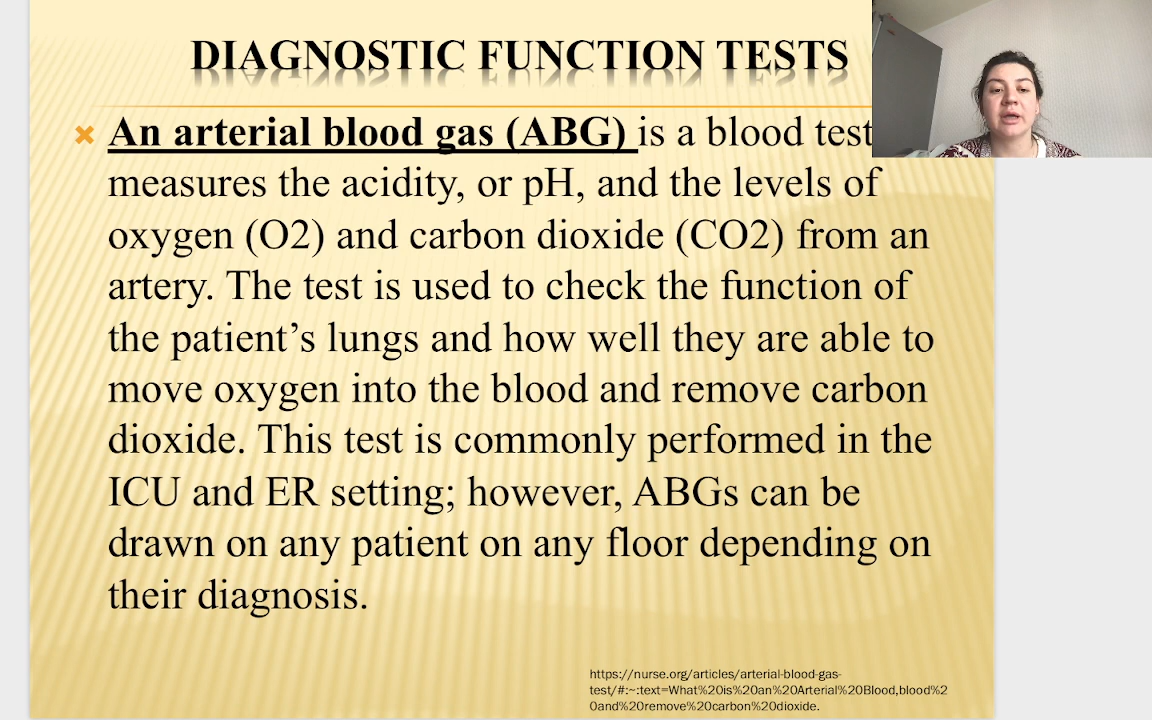 DIAGNOSTIC FUNCTION TESTS
An arterial blood gas (ABG) is a blood test
measures the acidity, or pH, and the levels of
oxygen (O2) and carbon dioxide (CO2) from an
artery. The test is used to check the function of
the patient’s lungs and how well they are able to
move oxygen into the blood and remove carbon
dioxide. This test is commonly performed in the
ICU and ER setting; however, ABGs can be
drawn on any patient on any floor depending on
their diagnosis.
https://nurse.org/articles/arterial-blood-gas-
test/#:~:text=What%20is%20an%20Arterial%20Blood,blood%2
0and%20remove%20carbon%20dioxide.